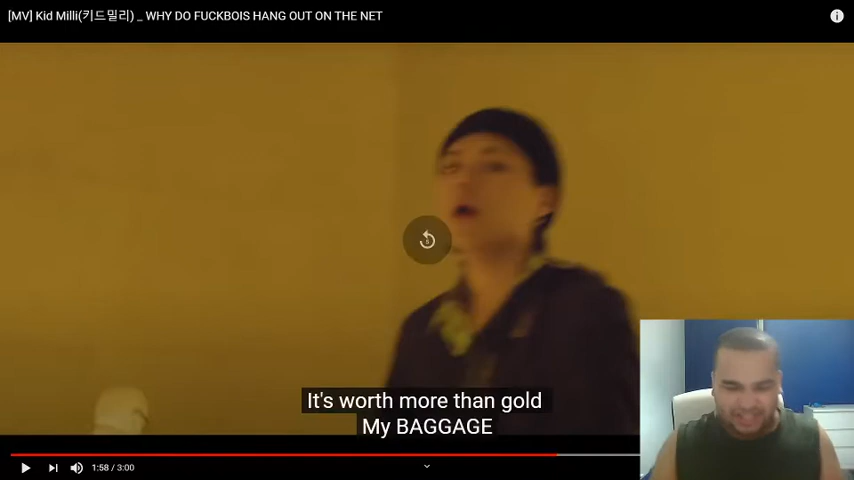 [MV] Kid Milli(키드밀리) _ WHY DO FUCKBOIS HANG OUT ON THE NET
5
It's worth more than gold
My BAGGAGE
1:58 / 3:00